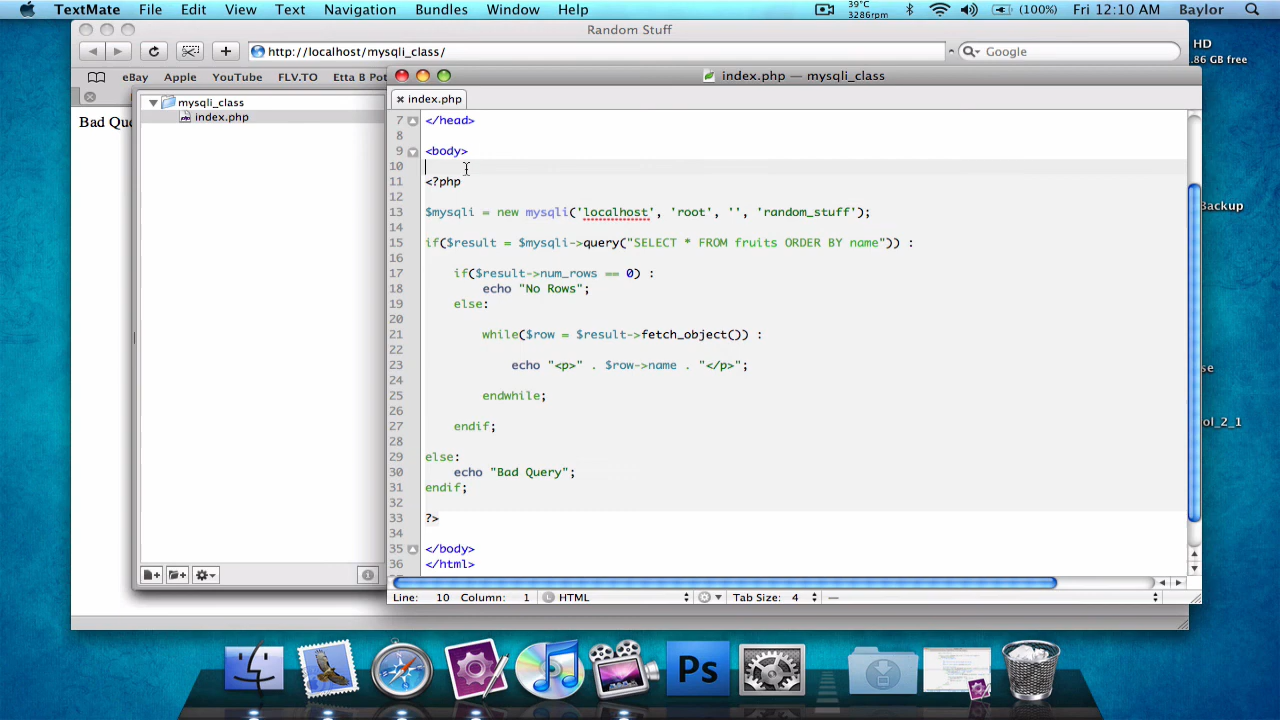 TextMate File Edit View Text Navigation Bundles Window Help 39°C 3286rpm (100%) Fri 12:10 AM Baylor
Random Stuff
http://localhost/mysqli_class/
Google
eBay Apple YouTube FLV.TO Etta B Pot
HD
.86 GB free
Bad Que
mysqli_class
index.php
index.php — mysqli_class
index.php
7 </head>
8
9 <body>
10
11 <?php
12
13 $mysqli = new mysqli('localhost', 'root', '', 'random_stuff');
14
15 if($result = $mysqli->query("SELECT * FROM fruits ORDER BY name")) :
16
17 if($result->num_rows == 0) :
18 echo "No Rows";
19 else:
20
21 while($row = $result->fetch_object()) :
22
23 echo "<p>" . $row->name . "</p>";
24
25 endwhile;
26
27 endif;
28
29 else:
30 echo "Bad Query";
31 endif;
32
33 ?>
34
35 </body>
36 </html>
Line: 10 Column: 1 L HTML Tab Size: 4 —
Backup
se
ol_2_1
Ps